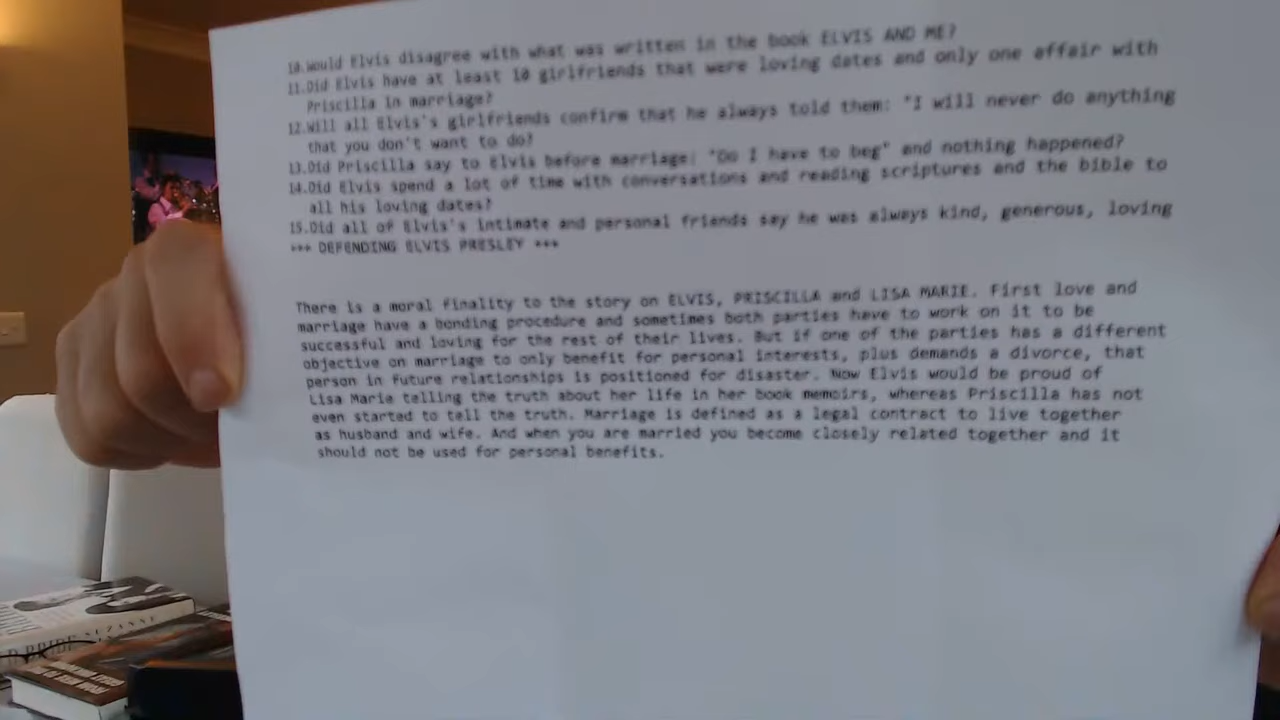 10.Would Elvis disagree with what was written in the book ELVIS AND ME?
11.Did Elvis have at least 10 girlfriends that were loving dates and only one affair with
Priscilla in marriage?
12.Will all Elvis's girlfriends confirm that he always told them: "I will never do anything
that you don't want to do?
13.Did Priscilla say to Elvis before marriage: "Do I have to beg" and nothing happened?
14.Did Elvis spend a lot of time with conversations and reading scriptures and the bible to
all his loving dates?
15.Did all of Elvis's intimate and personal friends say he was always kind, generous, loving
*** DEFENDING ELVIS PRESLEY ***
There is a moral finality to the story on ELVIS, PRISCILLA and LISA MARIE. First love and
marriage have a bonding procedure and sometimes both parties have to work on it to be
successful and loving for the rest of their lives. But if one of the parties has a different
objective on marriage to only benefit for personal interests, plus demands a divorce, that
person in future relationships is positioned for disaster. Now Elvis would be proud of
Lisa Marie telling the truth about her life in her book memoirs, whereas Priscilla has not
even started to tell the truth. Marriage is defined as a legal contract to live together
as husband and wife. And when you are married you become closely related together and it
should not be used for personal benefits.
SUZANNE
BRIDE